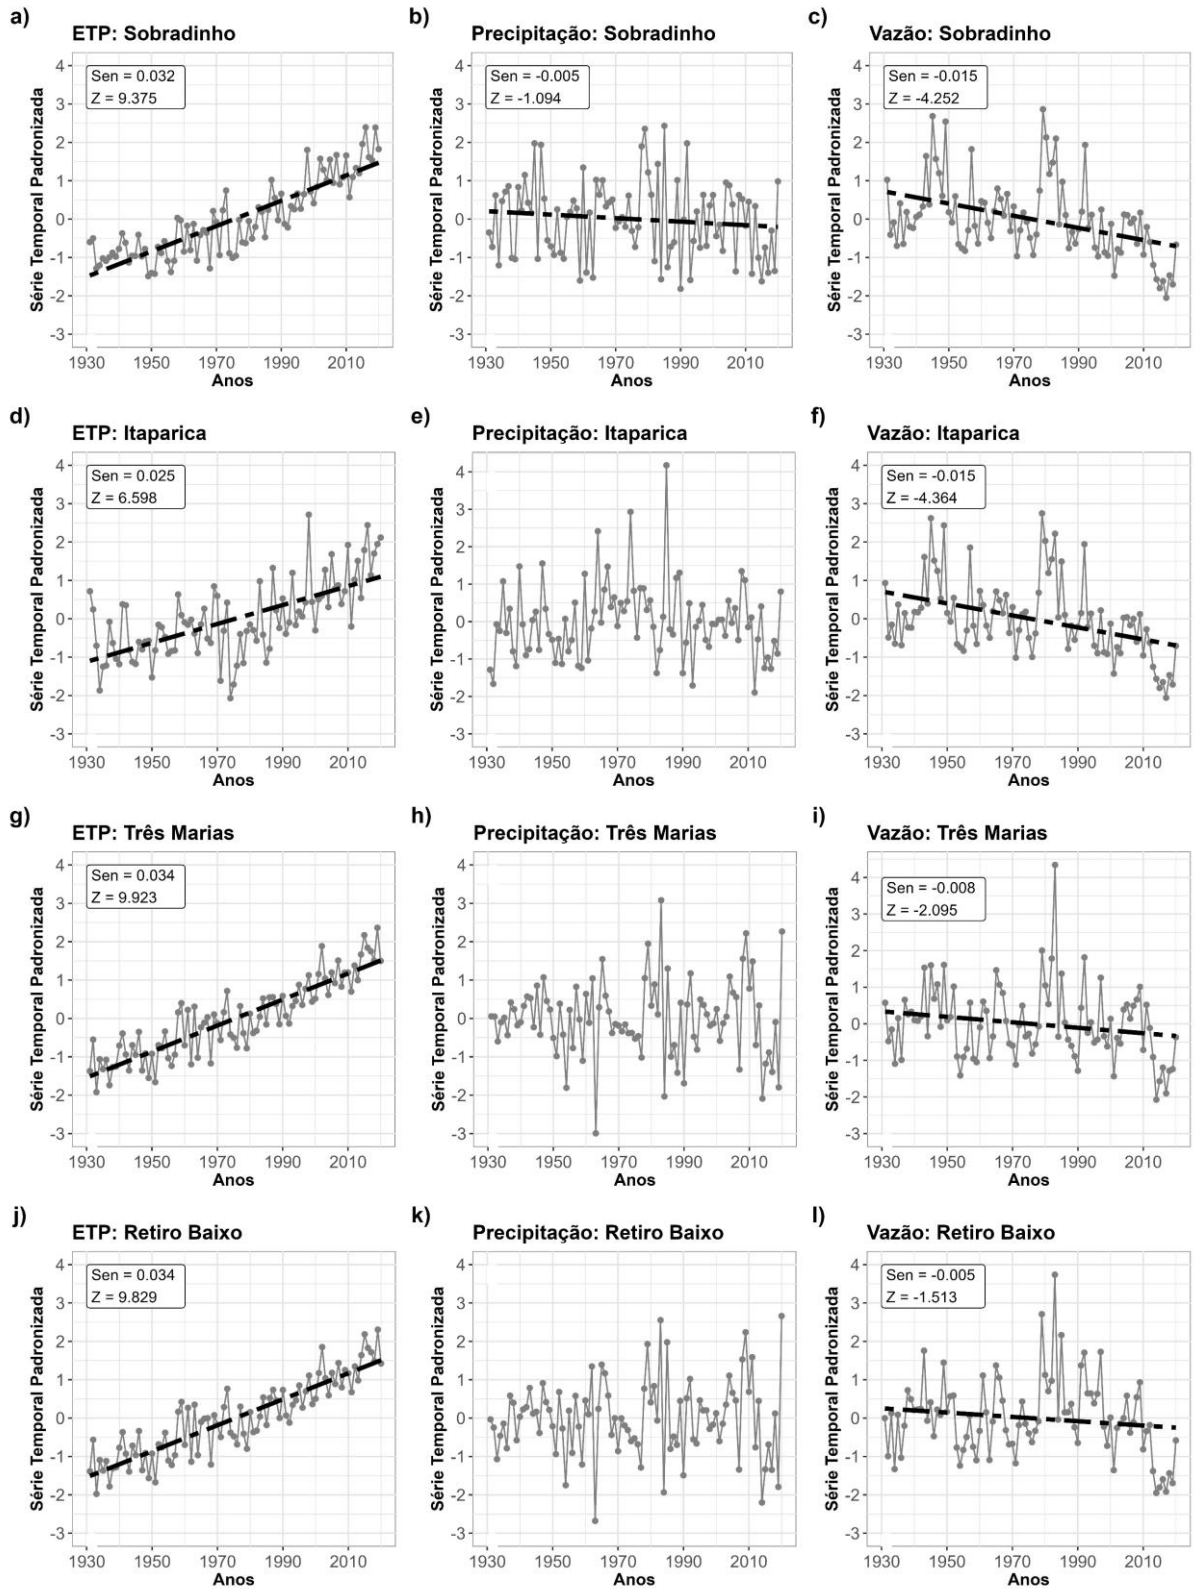 a)
ETP: Sobradinho
Sen = 0.032
Z = 9.375
Série Temporal Padronizada
4
3
2
1
0
-1
-2
-3
1930 1950 1970 1990 2010
Anos
b)
Precipitação: Sobradinho
Sen = -0.005
Z = -1.094
Série Temporal Padronizada
4
3
2
1
0
-1
-2
-3
1930 1950 1970 1990 2010
Anos
c)
Vazão: Sobradinho
Sen = -0.015
Z = -4.252
Série Temporal Padronizada
4
3
2
1
0
-1
-2
-3
1930 1950 1970 1990 2010
Anos
d)
ETP: Itaparica
Sen = 0.025
Z = 6.598
Série Temporal Padronizada
4
3
2
1
0
-1
-2
-3
1930 1950 1970 1990 2010
Anos
e)
Precipitação: Itaparica
Série Temporal Padronizada
4
3
2
1
0
-1
-2
-3
1930 1950 1970 1990 2010
Anos
f)
Vazão: Itaparica
Sen = -0.015
Z = -4.364
Série Temporal Padronizada
4
3
2
1
0
-1
-2
-3
1930 1950 1970 1990 2010
Anos
g)
ETP: Três Marias
Sen = 0.034
Z = 9.923
Série Temporal Padronizada
4
3
2
1
0
-1
-2
-3
1930 1950 1970 1990 2010
Anos
h)
Precipitação: Três Marias
Série Temporal Padronizada
4
3
2
1
0
-1
-2
-3
1930 1950 1970 1990 2010
Anos
i)
Vazão: Três Marias
Sen = -0.008
Z = -2.095
Série Temporal Padronizada
4
3
2
1
0
-1
-2
-3
1930 1950 1970 1990 2010
Anos
j)
ETP: Retiro Baixo
Sen = 0.034
Z = 9.829
Série Temporal Padronizada
4
3
2
1
0
-1
-2
-3
1930 1950 1970 1990 2010
Anos
k)
Precipitação: Retiro Baixo
Série Temporal Padronizada
4
3
2
1
0
-1
-2
-3
1930 1950 1970 1990 2010
Anos
l)
Vazão: Retiro Baixo
Sen = -0.005
Z = -1.513
Série Temporal Padronizada
4
3
2
1
0
-1
-2
-3
1930 1950 1970 1990 2010
Anos